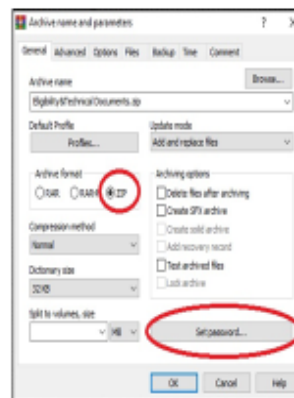 Archive name and parameters ? X
General Advanced Options Files Backup Time Comment
Archive name
Browse...
Eligibility&Technical Documents.zip
Default Profile
Profiles...
Update mode
Add and replace files
Archive format
RAR RAR4 ZIP
Archiving options
Delete files after archiving
Create SFX archive
Create solid archive
Add recovery record
Test archived files
Lock archive
Compression method
Normal
Dictionary size
32 KB
Split to volumes, size
MB
Set password...
OK Cancel Help